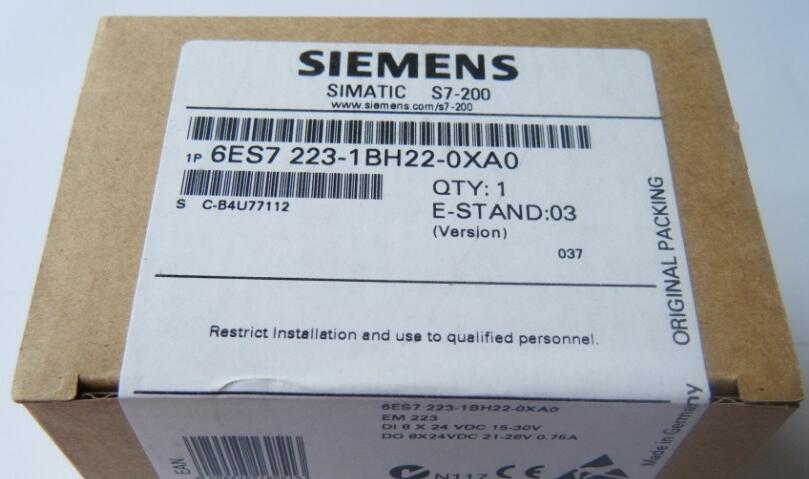 SIEMENS
SIMATIC S7-200
www.siemens.com/s7-200
1P 6ES7 223-1BH22-0XA0
S C-B4U77112
QTY: 1
E-STAND:03
(Version)
037
ORIGINAL PACKING
Restrict Installation and use to qualified personnel.
6ES7 223-1BH22-0XA0
EM 223
DI 8 X 24 VDC 15-30V
DO 8X24VDC 21-28V 0.75A
EAN
N117 CE
Made in Germany